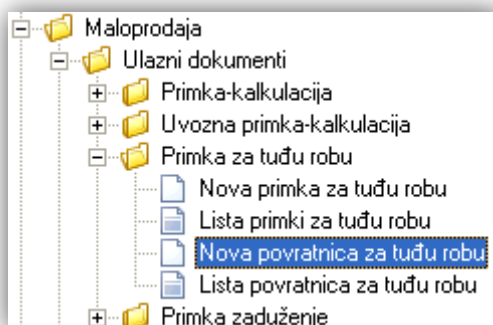 Maloprodaja
Ulazni dokumenti
Primka-kalkulacija
Uvozna primka-kalkulacija
Primka za tuđu robu
Nova primka za tuđu robu
Lista primki za tuđu robu
Nova povratnica za tuđu robu
Lista povratnica za tuđu robu
Primka zaduženje